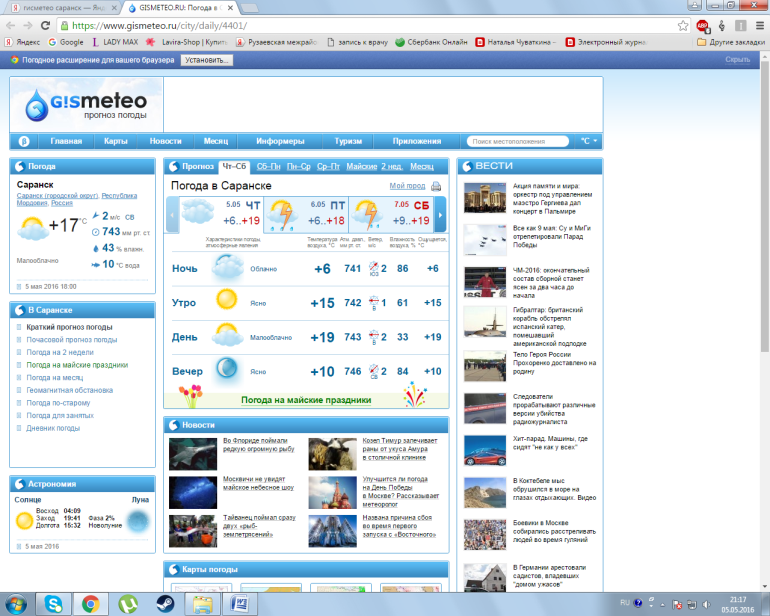 гисметео саранск — Янд
GISMETEO.RU: Погода в С
https://www.gismeteo.ru/city/daily/4401/
Яндекс
Google
LADY MAX
Lavira-Shop | Купить
Рузаевская межрайо
запись к врачу
Сбербанк Онлайн
Наталья Чуваткина –
Электронный журна
Другие закладки
Погодное расширение для вашего браузера
Установить...
Скрыть
GISmeteo
прогноз погоды
β
Главная
Карты
Новости
Месяц
Информеры
Туризм
Приложения
Поиск местоположения
°C
Погода
Саранск
Саранск (городской округ), Республика
Мордовия, Россия
+17 °C
2 м/с СВ
743 мм рт. ст.
43 % влажн.
10 °C вода
Малооблачно
5 мая 2016 18:00
В Саранске
Краткий прогноз погоды
Почасовой прогноз погоды
Погода на 2 недели
Погода на майские праздники
Погода на месяц
Геомагнитная обстановка
Погода по-старому
Погода для занятых
Дневник погоды
Астрономия
Солнце
Луна
Восход 04:09
Заход 19:41
Долгота 15:32
Фаза 2%
Новолуние
5 мая 2016
Прогноз
Чт–Сб
Сб–Пн
Пн–Ср
Ср–Пт
Майские
2 нед.
Месяц
Погода в Саранске
Мой город
5.05 ЧТ
+6..+19
6.05 ПТ
+6..+18
7.05 СБ
+9..+19
Характеристики погоды, атмосферные явления
Температура воздуха, °C
Атм. давл., мм рт. ст.
Ветер, м/с
Влажность воздуха, %
Ощущается, °C
Ночь Облачно +6 741 ЮЗ 2 86 +6
Утро Ясно +15 742 В 1 61 +15
День Малооблачно +19 743 В 2 33 +19
Вечер Ясно +10 746 СВ 2 84 +10
Погода на майские праздники
Новости
Во Флориде поймали
редкую огромную рыбу
Козел Тимур залечивает
раны от укуса Амура
в столичной клинике
Москвичи не увидят
майское небесное шоу
Улучшится ли погода
на День Победы
в Москве? Рассказывает
метеоролог
Тайванец поймал сразу
двух «рыб-
землетрясений»
Названа причина сбоя
во время первого
запуска с «Восточного»
Карты погоды
ВЕСТИ
Акция памяти и мира:
оркестр под управлением
маэстро Гергиева дал
концерт в Пальмире
Все как 9 мая: Су и МиГи
отрепетировали Парад
Победы
ЧМ-2016: окончательный
состав сборной станет
ясен за два часа до
начала
Гибралтар: британский
корабль обстрелял
испанский катер,
помешавший
американской подлодке
Тело Героя России
Прохоренко доставлено на
родину
Следователи
прорабатывают различные
версии убийства
радиожурналиста
Хит-парад. Машины, где
сидят "не как у всех"
В Коктебеле мыс
обрушился в море на
глазах отдыхающих. Видео
Боевики в Москве
собирались расстреливать
людей во время гуляний
В Германии арестовали
садистов, владевших
"домом ужасов"
RU
21:17
05.05.2016